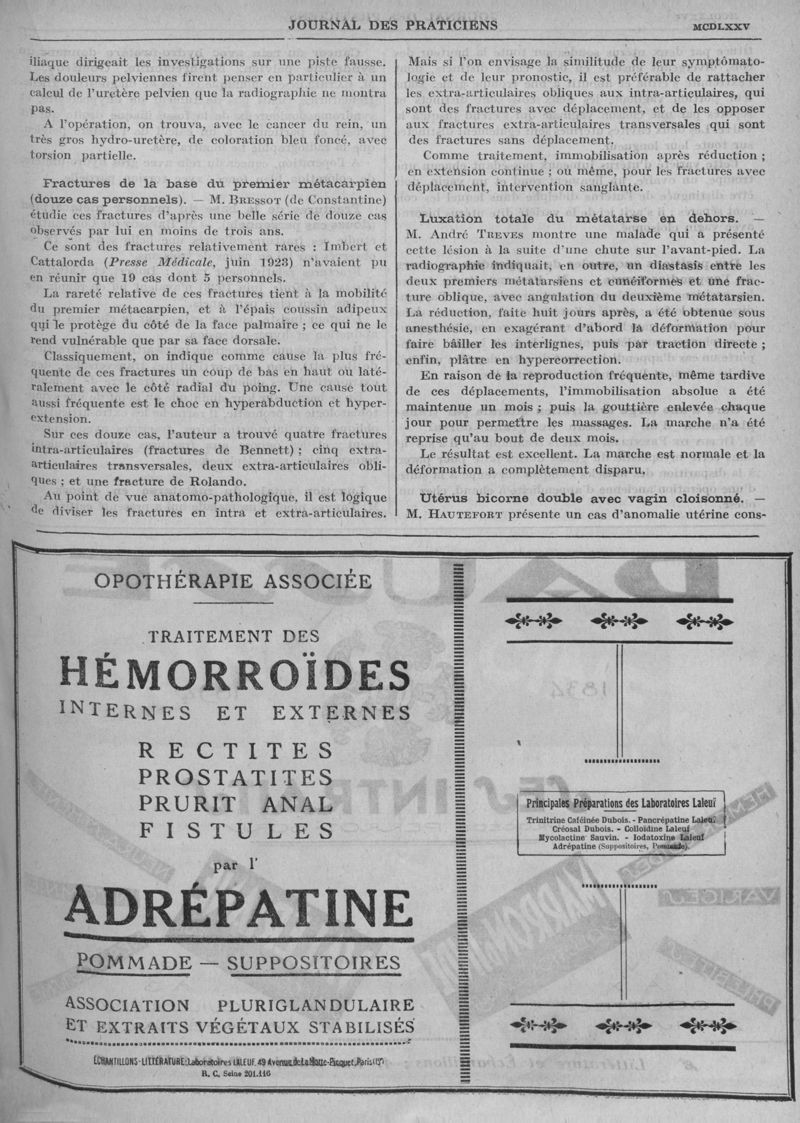 JOURNAL DES PRATICIENS
MCDLXXV
iliaque dirigeait les investigations sur une piste fausse.
Les douleurs pelviennes firent penser en particulier à un
calcul de l'uretère pelvien que la radiographie ne montra
pas.
A l'opération, on trouva, avec le cancer du rein, un
très gros hydro-uretère, de coloration bleu foncé, avec
torsion partielle.
Fractures de la base du premier métacarpien
(douze cas personnels). — M. BRESSOT (de Constantine)
étudie ces fractures d'après une belle série de douze cas
observés par lui en moins de trois ans.
Ce sont des fractures relativement rares : Imbert et
Cattalorda (Presse Médicale, juin 1923) n'avaient pu
en réunir que 19 cas dont 5 personnels.
La rareté relative de ces fractures tient à la mobilité
du premier métacarpien, et à l'épais coussin adipeux
qui le protège du côté de la face palmaire ; ce qui ne le
rend vulnérable que par sa face dorsale.
Classiquement, on indique comme cause la plus fré-
quente de ces fractures un coup de bas en haut ou laté-
ralement avec le côté radial du poing. Une cause tout
aussi fréquente est le choc en hyperabduction et hyper-
extension.
Sur ces douze cas, l'auteur a trouvé quatre fractures
intra-articulaires (fractures de Bennett) ; cinq extra-
articulaires transversales, deux extra-articulaires obli-
ques ; et une fracture de Rolando.
Au point de vue anatomo-pathologique, il est logique
de diviser les fractures en intra et extra-articulaires.
Mais si l'on envisage la similitude de leur symptômato-
logie et de leur pronostic, il est préférable de rattacher
les extra-articulaires obliques aux intra-articulaires, qui
sont des fractures avec déplacement, et de les opposer
aux fractures extra-articulaires transversales qui sont
des fractures sans déplacement.
Comme traitement, immobilisation après réduction ;
en extension continue ; ou même, pour les fractures avec
déplacement, intervention sanglante.
Luxation totale du métatarse en dehors. —
M. André TREVES montre une malade qui a présenté
cette lésion à la suite d'une chute sur l'avant-pied. La
radiographie indiquait, en outre, un diastasis entre les
deux premiers métatarsiens et cunéiformes et une frac-
ture oblique, avec angulation du deuxième métatarsien.
La réduction, faite huit jours après, a été obtenue sous
anesthésie, en exagérant d'abord la déformation pour
faire bâiller les interlignes, puis par traction directe ;
enfin, plâtre en hypercorrection.
En raison de la reproduction fréquente, même tardive
de ces déplacements, l'immobilisation absolue a été
maintenue un mois ; puis la gouttière enlevée chaque
jour pour permettre les massages. La marche n'a été
reprise qu'au bout de deux mois.
Le résultat est excellent. La marche est normale et la
déformation a complètement disparu.
Utérus bicorne double avec vagin cloisonné. —
M. HAUTEFORT présente un cas d'anomalie utérine cons-
OPOTHÉRAPIE ASSOCIÉE
TRAITEMENT DES
HÉMORROÏDES
INTERNES ET EXTERNES
RECTITES
PROSTATITES
PRURIT ANAL
FISTULES
par l'
ADRÉPATINE
POMMADE — SUPPOSITOIRES
ASSOCIATION PLURIGLANDULAIRE
ET EXTRAITS VÉGÉTAUX STABILISÉS
ÉCHANTILLONS-LITTÉRATURE: Laboratoires LALEUF, 49 Avenue de La Motte-Picquet, Paris
R. C. Seine 201.116
Principales Préparations des Laboratoires Laleuf
Trinitrine Caféinée Dubois. - Pancrépatine Laleuf.
Créosal Dubois. - Colloïdine Laleuf
Mycolactine Sauvin. - Iodatoxine Laleuf
Adrépatine (Suppositoires, Pommade).